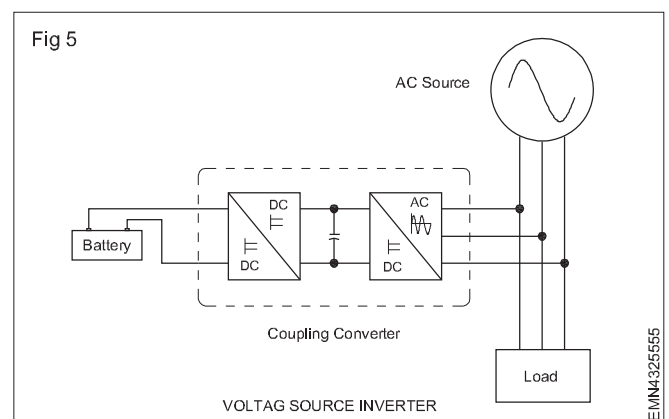 Fig 5
AC Source
DC
DC
AC
DC
Battery
Coupling Converter
Load
VOLTAG SOURCE INVERTER
EMN4325555